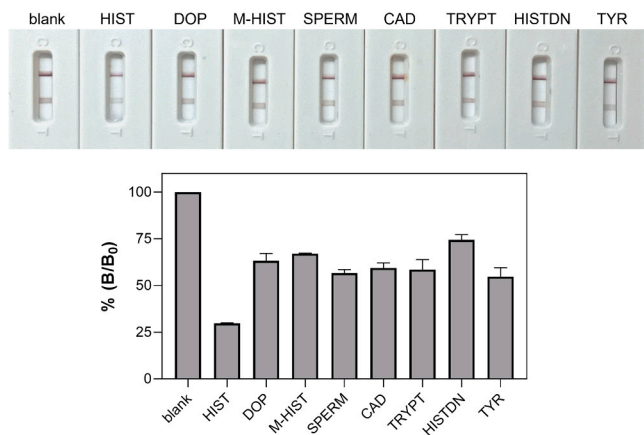 blank HIST DOP M-HIST SPERM CAD TRYPT HISTDN TYR
C C C C C C C C C
T T T T T T T T T
% (B/B0)
100
75
50
25
0
blank HIST DOP M-HIST SPERM CAD TRYPT HISTDN TYR